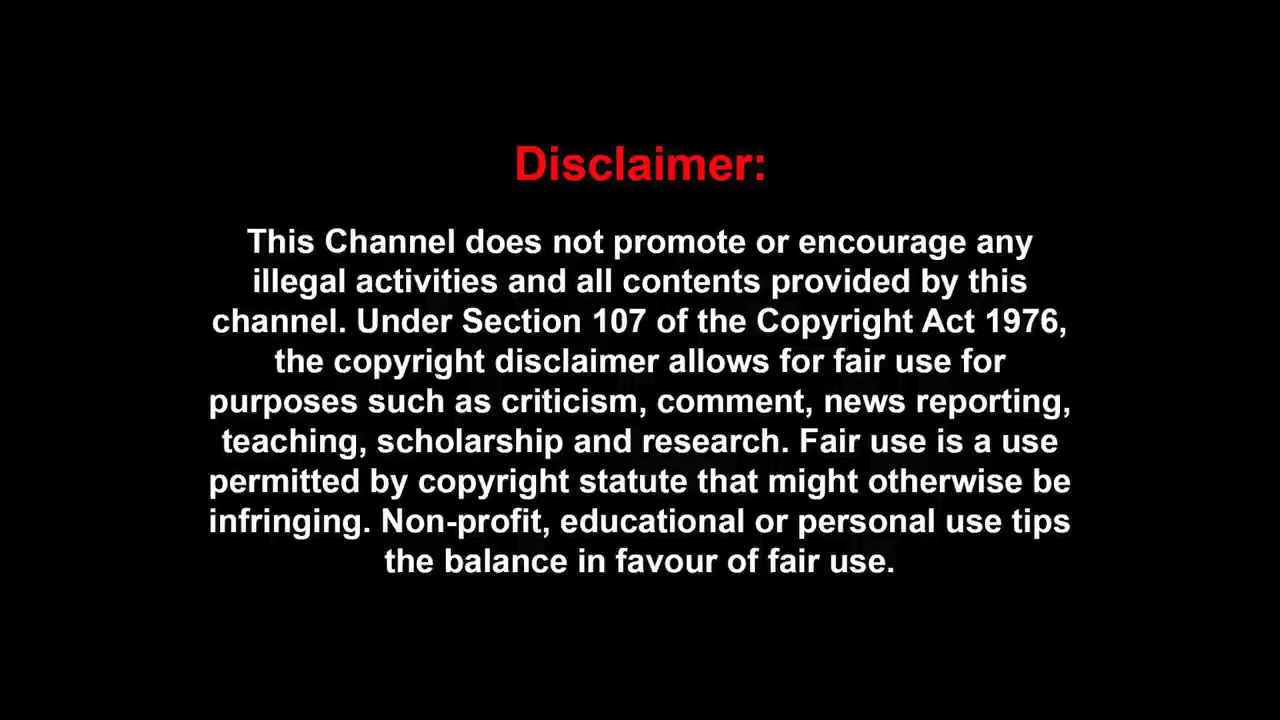 Disclaimer:
This Channel does not promote or encourage any
illegal activities and all contents provided by this
channel. Under Section 107 of the Copyright Act 1976,
the copyright disclaimer allows for fair use for
purposes such as criticism, comment, news reporting,
teaching, scholarship and research. Fair use is a use
permitted by copyright statute that might otherwise be
infringing. Non-profit, educational or personal use tips
the balance in favour of fair use.